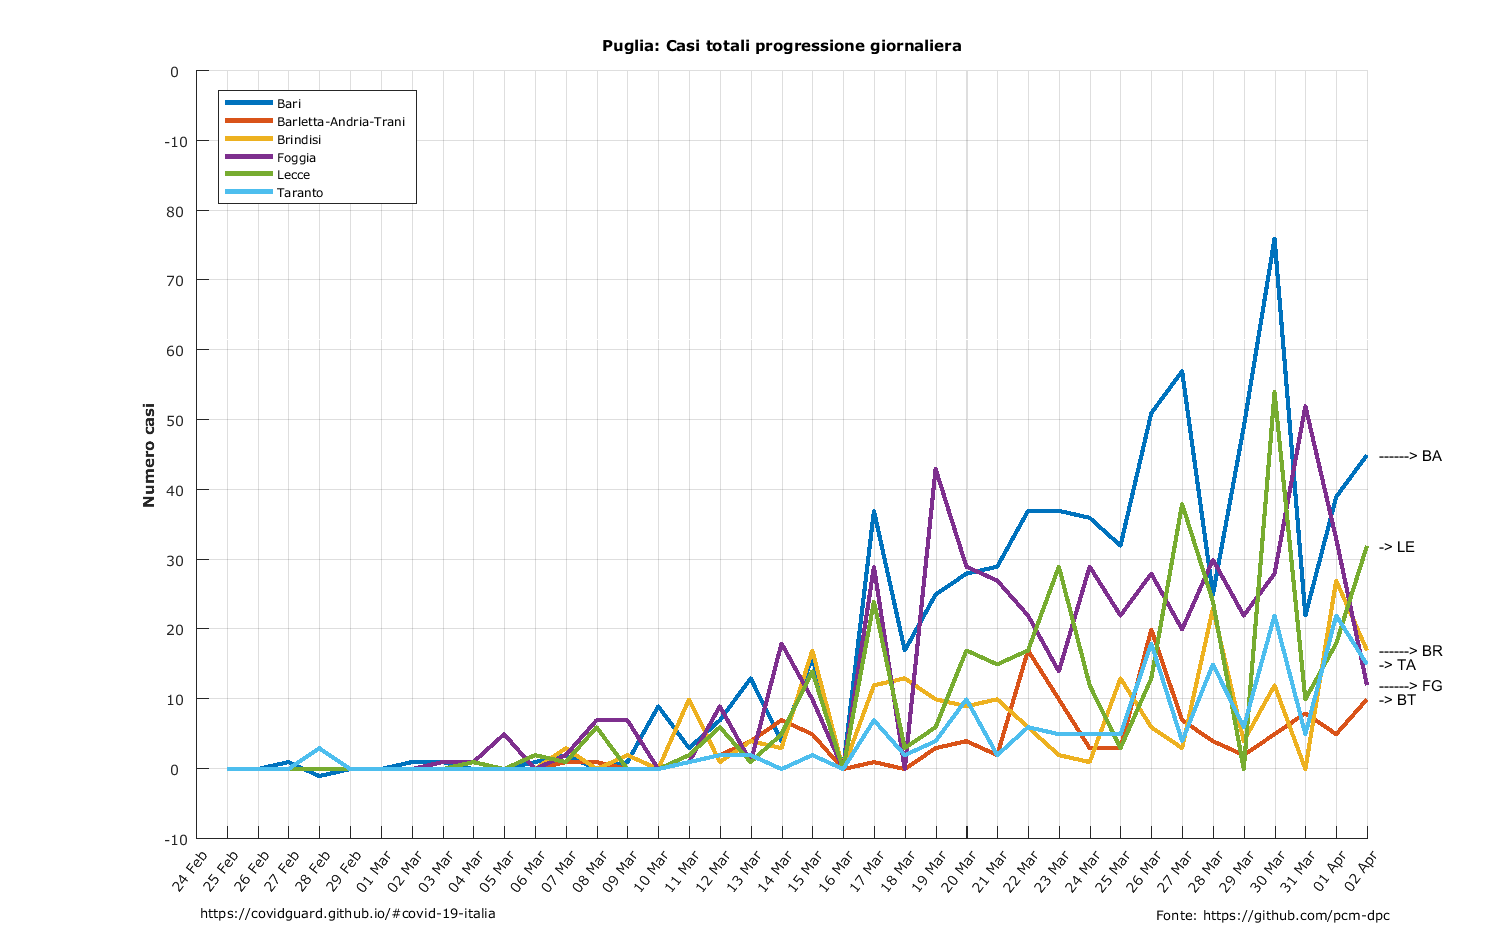 Puglia: Casi totali progressione giornaliera
0
-10
80
70
60
50
40
30
20
10
0
-10
Numero casi
Bari
Barletta-Andria-Trani
Brindisi
Foggia
Lecce
Taranto
------> BA
-> LE
------> BR
-> TA
------> FG
-> BT
24 Feb
25 Feb
26 Feb
27 Feb
28 Feb
29 Feb
01 Mar
02 Mar
03 Mar
04 Mar
05 Mar
06 Mar
07 Mar
08 Mar
09 Mar
10 Mar
11 Mar
12 Mar
13 Mar
14 Mar
15 Mar
16 Mar
17 Mar
18 Mar
19 Mar
20 Mar
21 Mar
22 Mar
23 Mar
24 Mar
25 Mar
26 Mar
27 Mar
28 Mar
29 Mar
30 Mar
31 Mar
01 Apr
02 Apr
https://covidguard.github.io/#covid-19-italia
Fonte: https://github.com/pcm-dpc